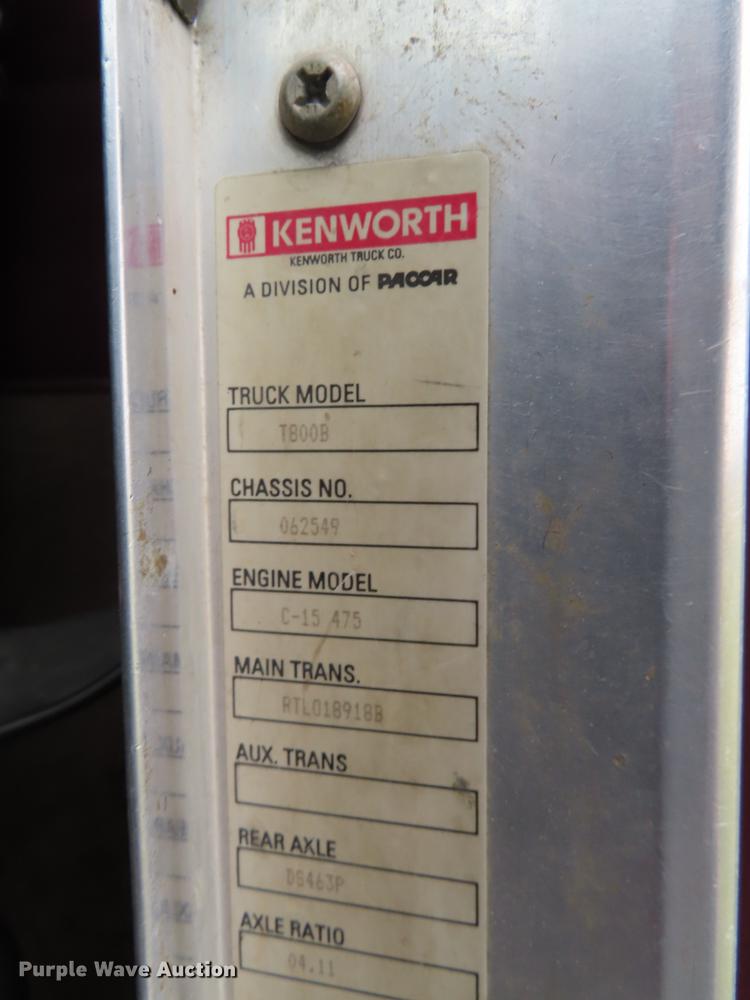 KENWORTH
KENWORTH TRUCK CO.
A DIVISION OF PACCAR
TRUCK MODEL
T800B
CHASSIS NO.
062549
ENGINE MODEL
C-15 475
MAIN TRANS.
RTLO18918B
AUX. TRANS
REAR AXLE
DS463P
AXLE RATIO
04.11
Purple Wave Auction